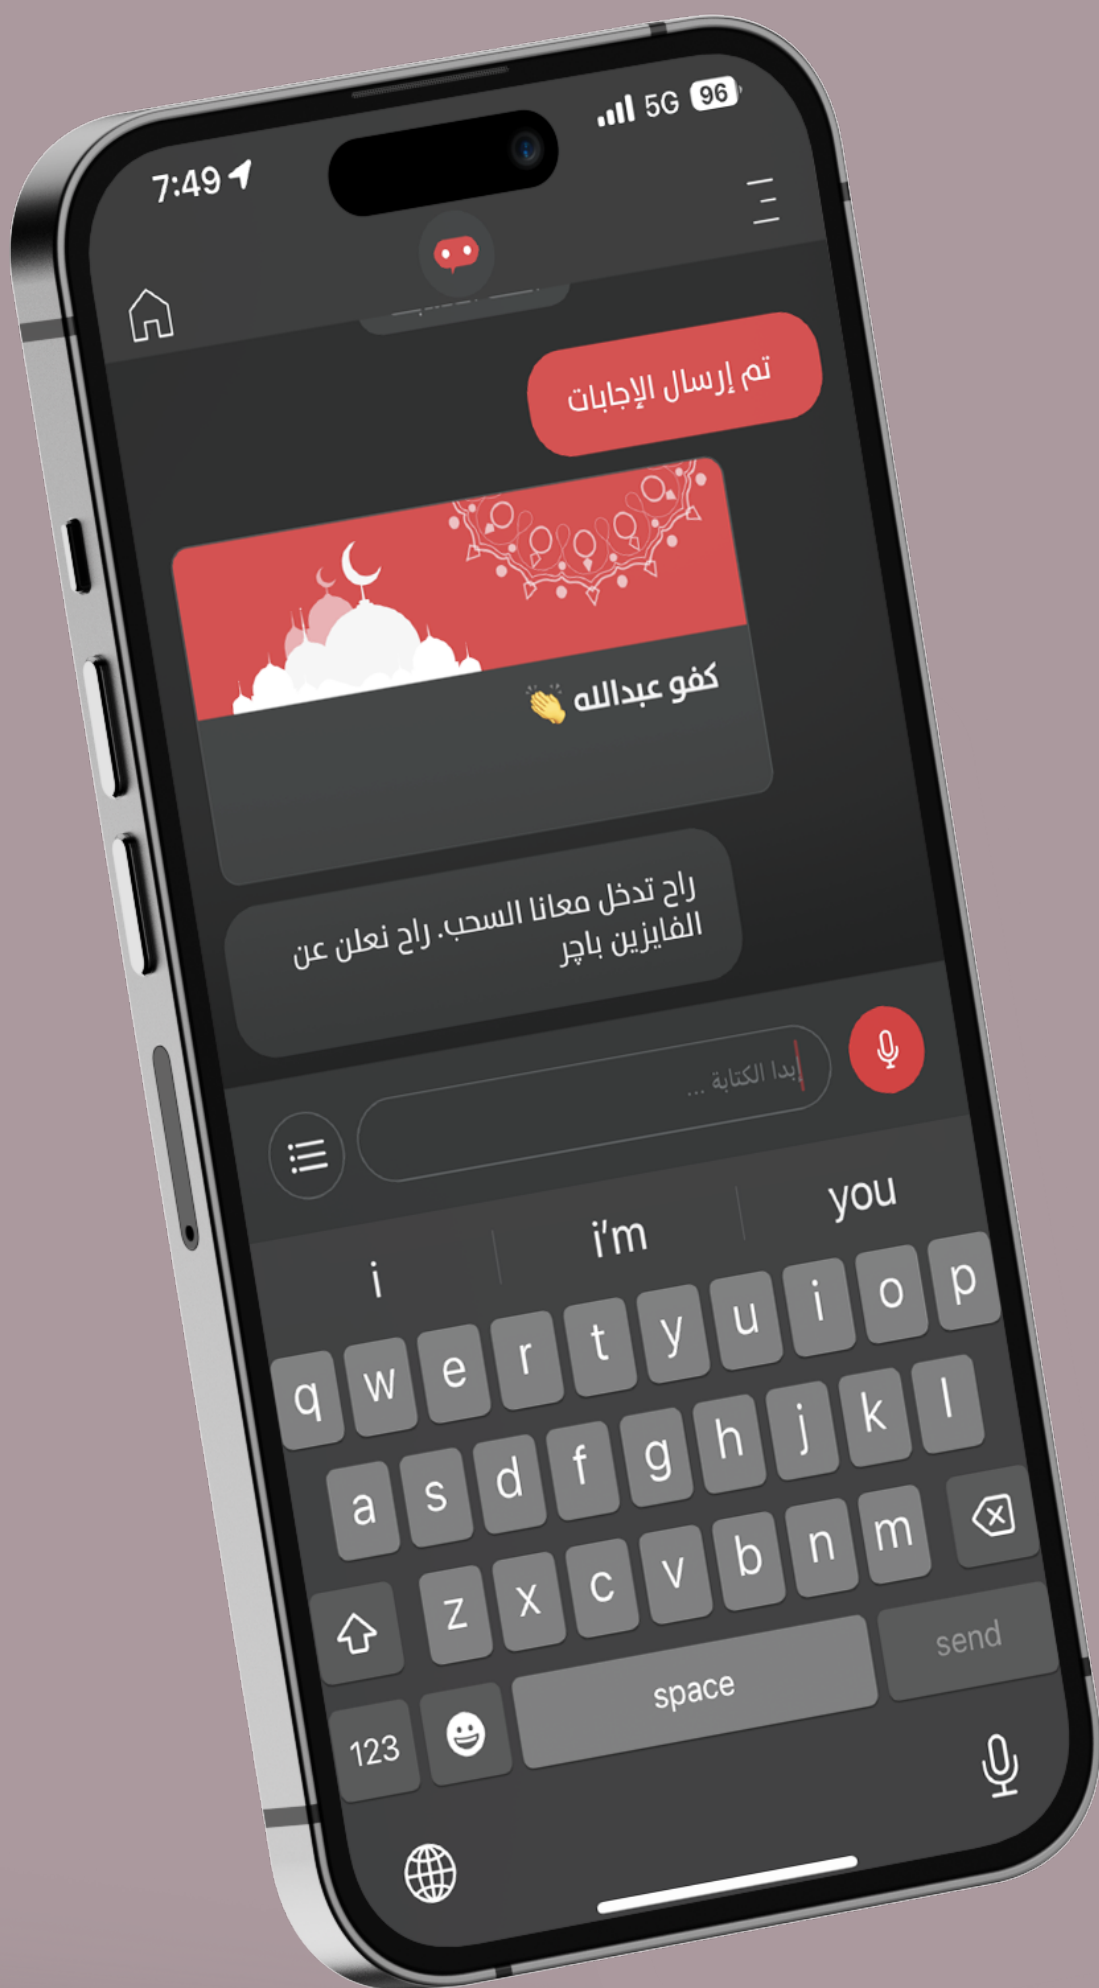 7:49
5G 96
تم إرسال الإجابات
كفو عبدالله 👏
راح تدخل معانا السحب. راح نعلن عن
الفايزين باچر
إبدا الكتابة ...
i i'm you
q w e r t y u i o p
a s d f g h j k l
z x c v b n m
123 space send